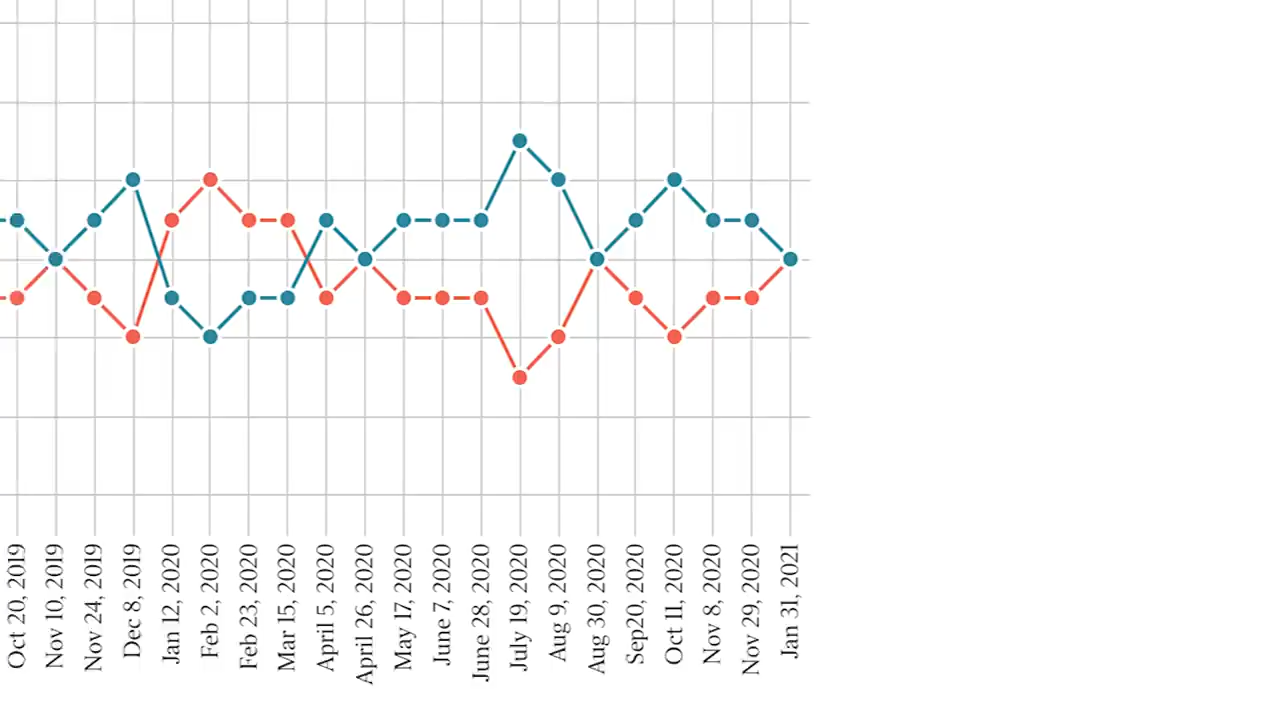 Oct 20, 2019
Nov 10, 2019
Nov 24, 2019
Dec 8, 2019
Jan 12, 2020
Feb 2, 2020
Feb 23, 2020
Mar 15, 2020
April 5, 2020
April 26, 2020
May 17, 2020
June 7, 2020
June 28, 2020
July 19, 2020
Aug 9, 2020
Aug 30, 2020
Sep20, 2020
Oct 11, 2020
Nov 8, 2020
Nov 29, 2020
Jan 31, 2021